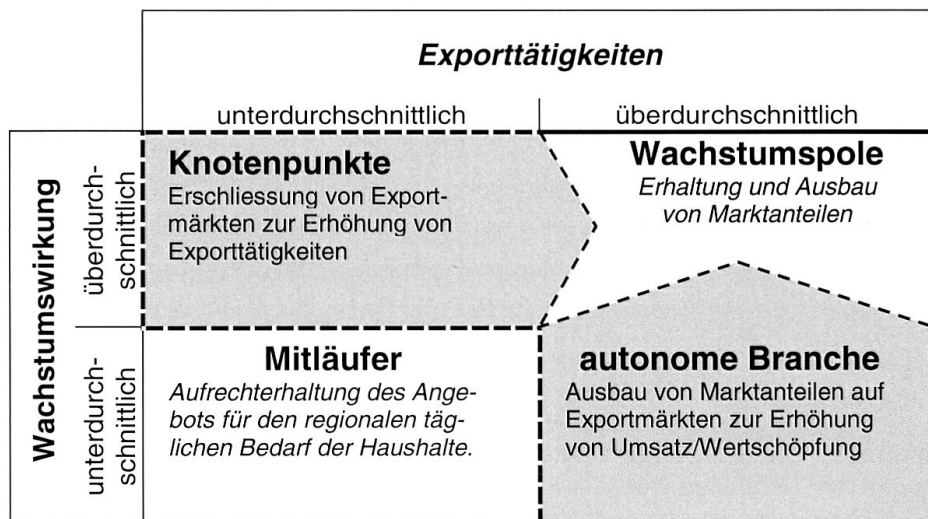 Exporttätigkeiten
unterdurchschnittlich
überdurchschnittlich
Wachstumswirkung
überdurch-
schnittlich
Knotenpunkte
Erschliessung von Export-
märkten zur Erhöhung von
Exporttätigkeiten
Wachstumspole
Erhaltung und Ausbau
von Marktanteilen
unterdurch-
schnittlich
Mitläufer
Aufrechterhaltung des Ange-
bots für den regionalen täg-
lichen Bedarf der Haushalte.
autonome Branche
Ausbau von Marktanteilen auf
Exportmärkten zur Erhöhung
von Umsatz/Wertschöpfung